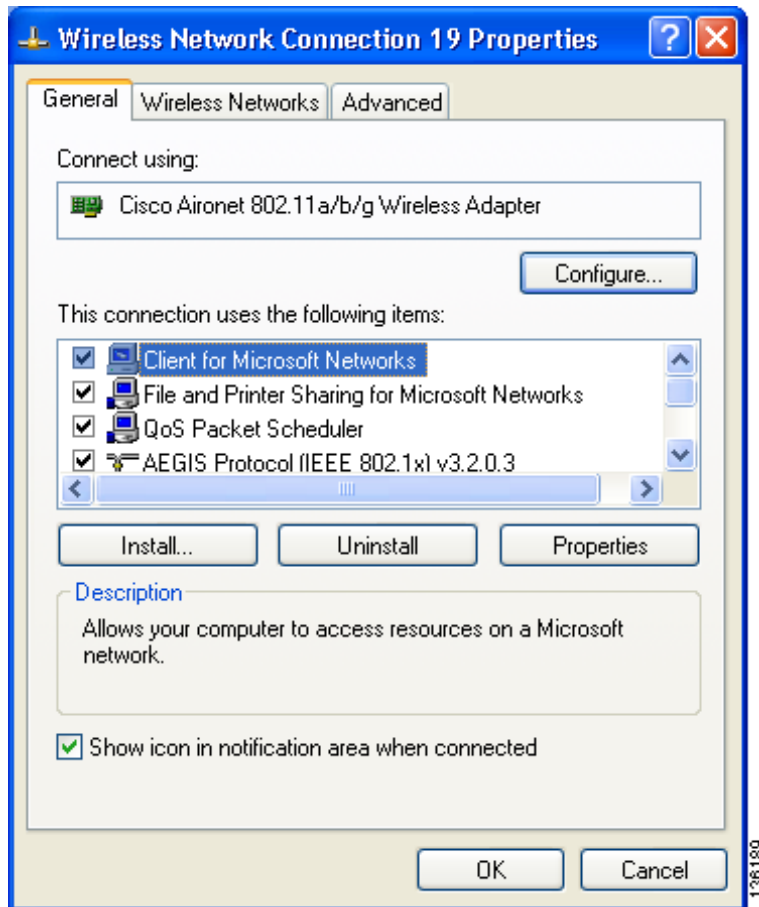 Wireless Network Connection 19 Properties
General Wireless Networks Advanced
Connect using:
Cisco Aironet 802.11a/b/g Wireless Adapter
Configure...
This connection uses the following items:
Client for Microsoft Networks
File and Printer Sharing for Microsoft Networks
QoS Packet Scheduler
AEGIS Protocol (IEEE 802.1x) v3.2.0.3
Install... Uninstall Properties
Description
Allows your computer to access resources on a Microsoft
network.
Show icon in notification area when connected
OK Cancel
136189